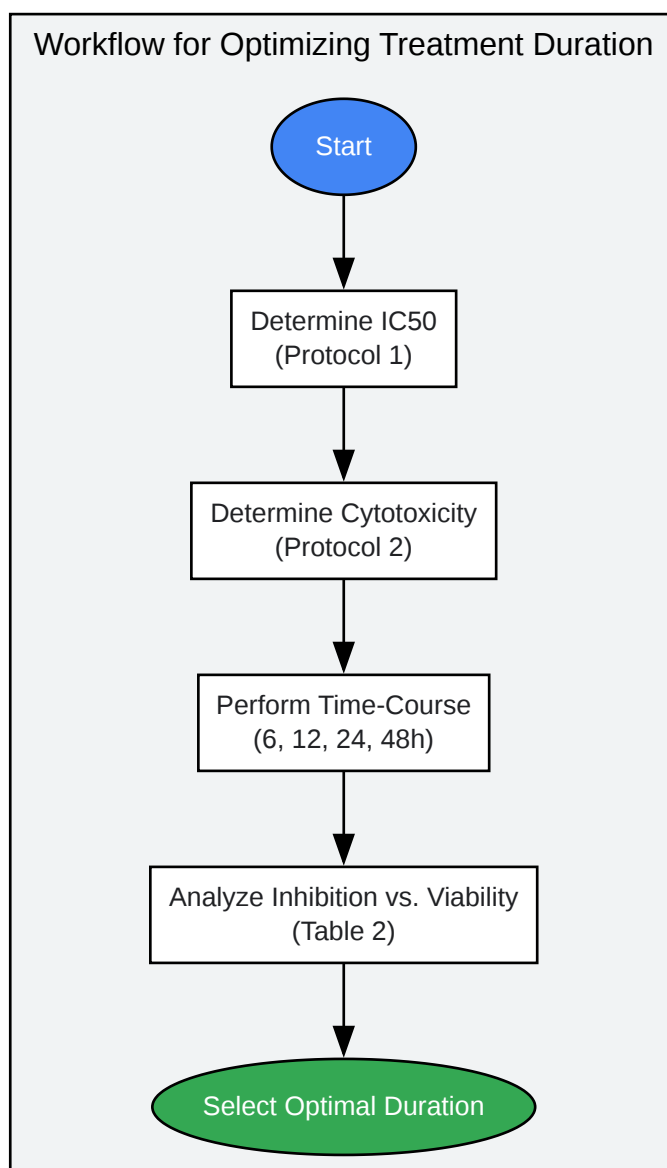 Workflow for Optimizing Treatment Duration
Start
Determine IC50
(Protocol 1)
Determine Cytotoxicity
(Protocol 2)
Perform Time-Course
(6, 12, 24, 48h)
Analyze Inhibition vs. Viability
(Table 2)
Select Optimal Duration